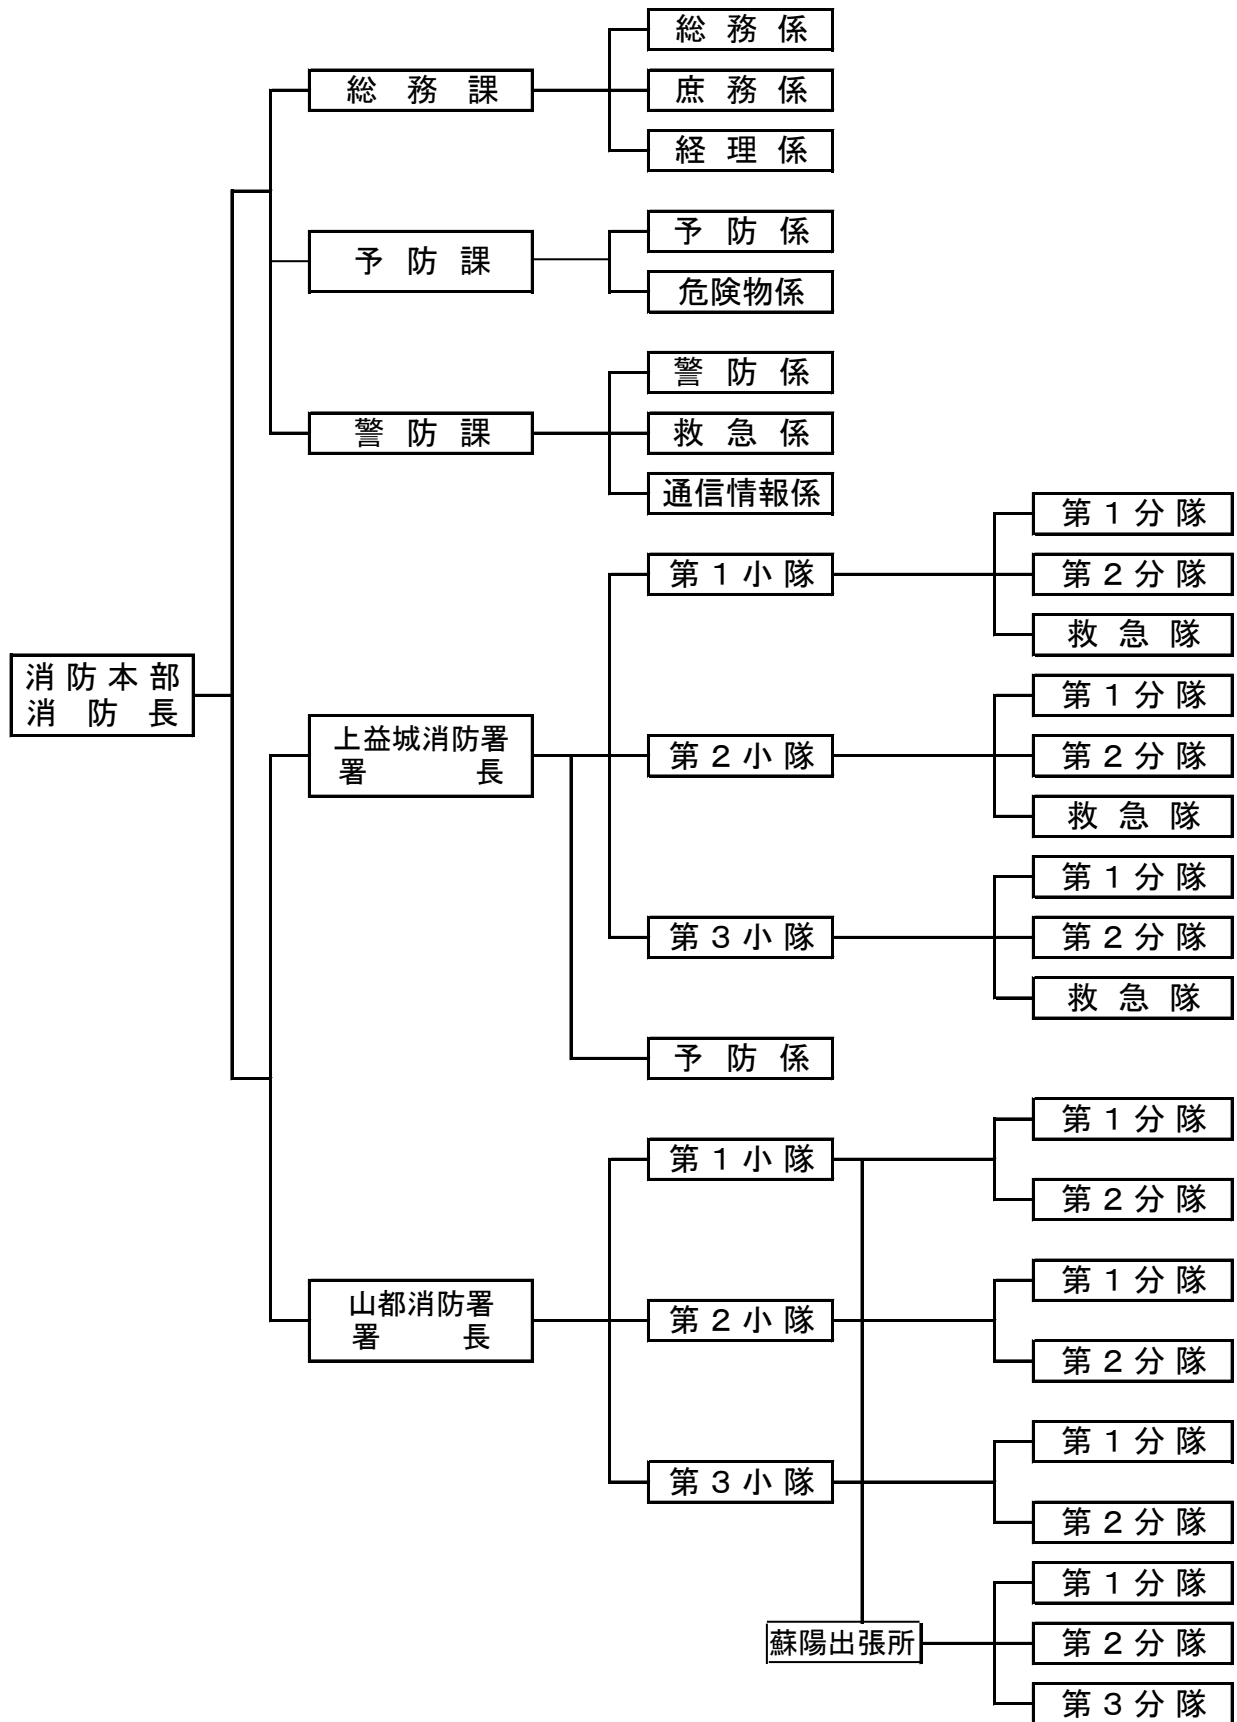 総務係
総務課
庶務係
経理係
予防係
予防課
危険物係
警防係
警防課
救急係
通信情報係
第1分隊
第1小隊
第2分隊
救急隊
消防本部
消防長
上益城消防署
署長
第1分隊
第2小隊
第2分隊
救急隊
第1分隊
第3小隊
第2分隊
救急隊
予防係
第1小隊
第1分隊
第2分隊
山都消防署
署長
第2小隊
第1分隊
第2分隊
第3小隊
第1分隊
第2分隊
蘇陽出張所
第1分隊
第2分隊
第3分隊